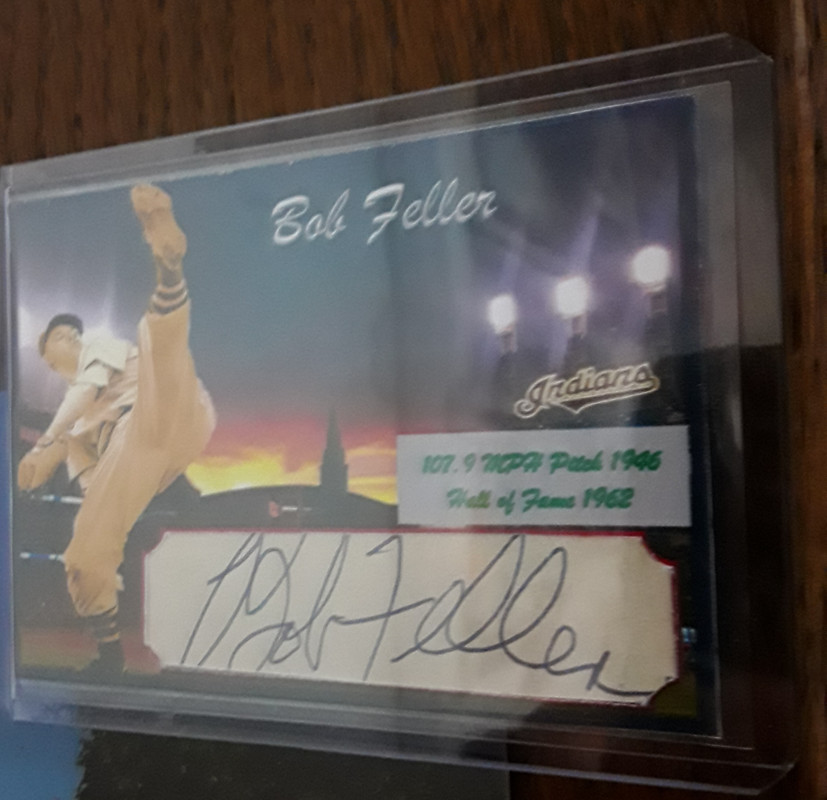 Bob Feller
Indians
107.9 MPH Pitch 1946
Hall of Fame 1962
Bob Feller